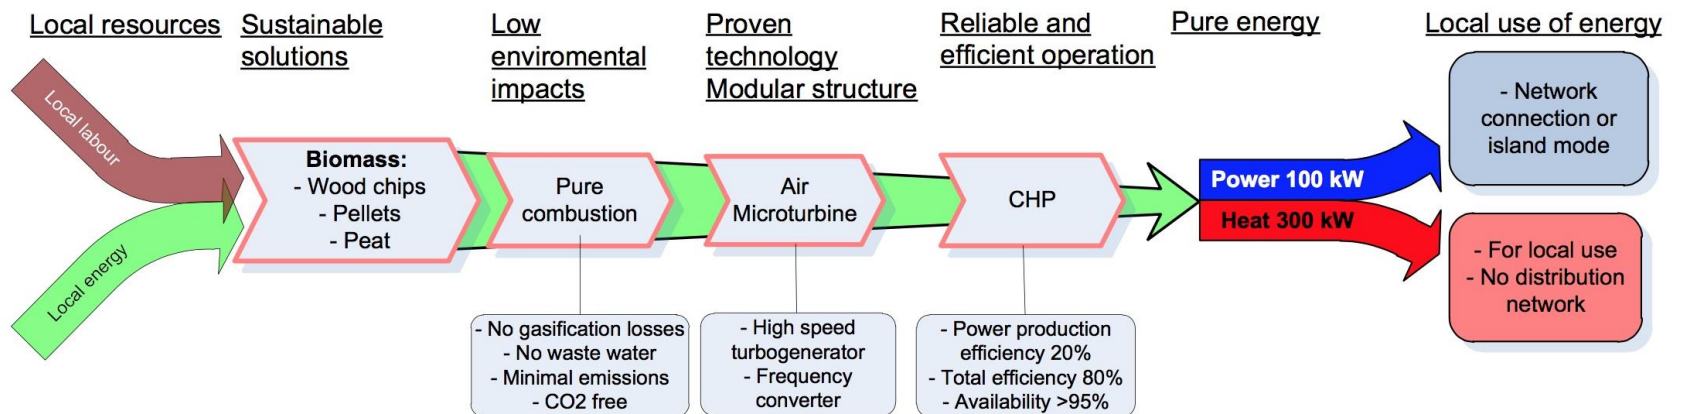 Local resources
Sustainable
solutions
Low
enviromental
impacts
Proven
technology
Modular structure
Reliable and
efficient operation
Pure energy
Local use of energy
Local labour
Local energy
Biomass:
- Wood chips
- Pellets
- Peat
Pure
combustion
Air
Microturbine
CHP
Power 100 kW
Heat 300 kW
- Network
connection or
island mode
- For local use
- No distribution
network
- No gasification losses
- No waste water
- Minimal emissions
- CO2 free
- High speed
turbogenerator
- Frequency
converter
- Power production
efficiency 20%
- Total efficiency 80%
- Availability >95%